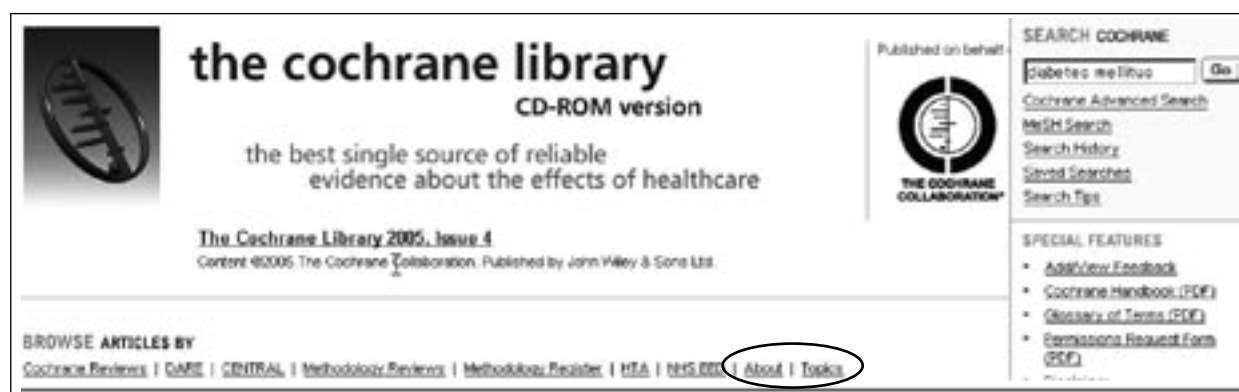 the cochrane library
CD-ROM version
the best single source of reliable
evidence about the effects of healthcare
The Cochrane Library 2005, Issue 4
Content ©2005 The Cochrane Collaboration. Published by John Wiley & Sons Ltd.
Published on behalf
THE COCHRANE
COLLABORATION®
SEARCH COCHRANE
diabetes mellitus Go
Cochrane Advanced Search
MeSH Search
Search History
Saved Searches
Search Tips
SPECIAL FEATURES
• Add/View Feedback
• Cochrane Handbook (PDF)
• Glossary of Terms (PDF)
• Permissions Request Form
(PDF)
BROWSE ARTICLES BY
Cochrane Reviews | DARE | CENTRAL | Methodology Reviews | Methodology Register | HTA | NHS EED | About | Topics